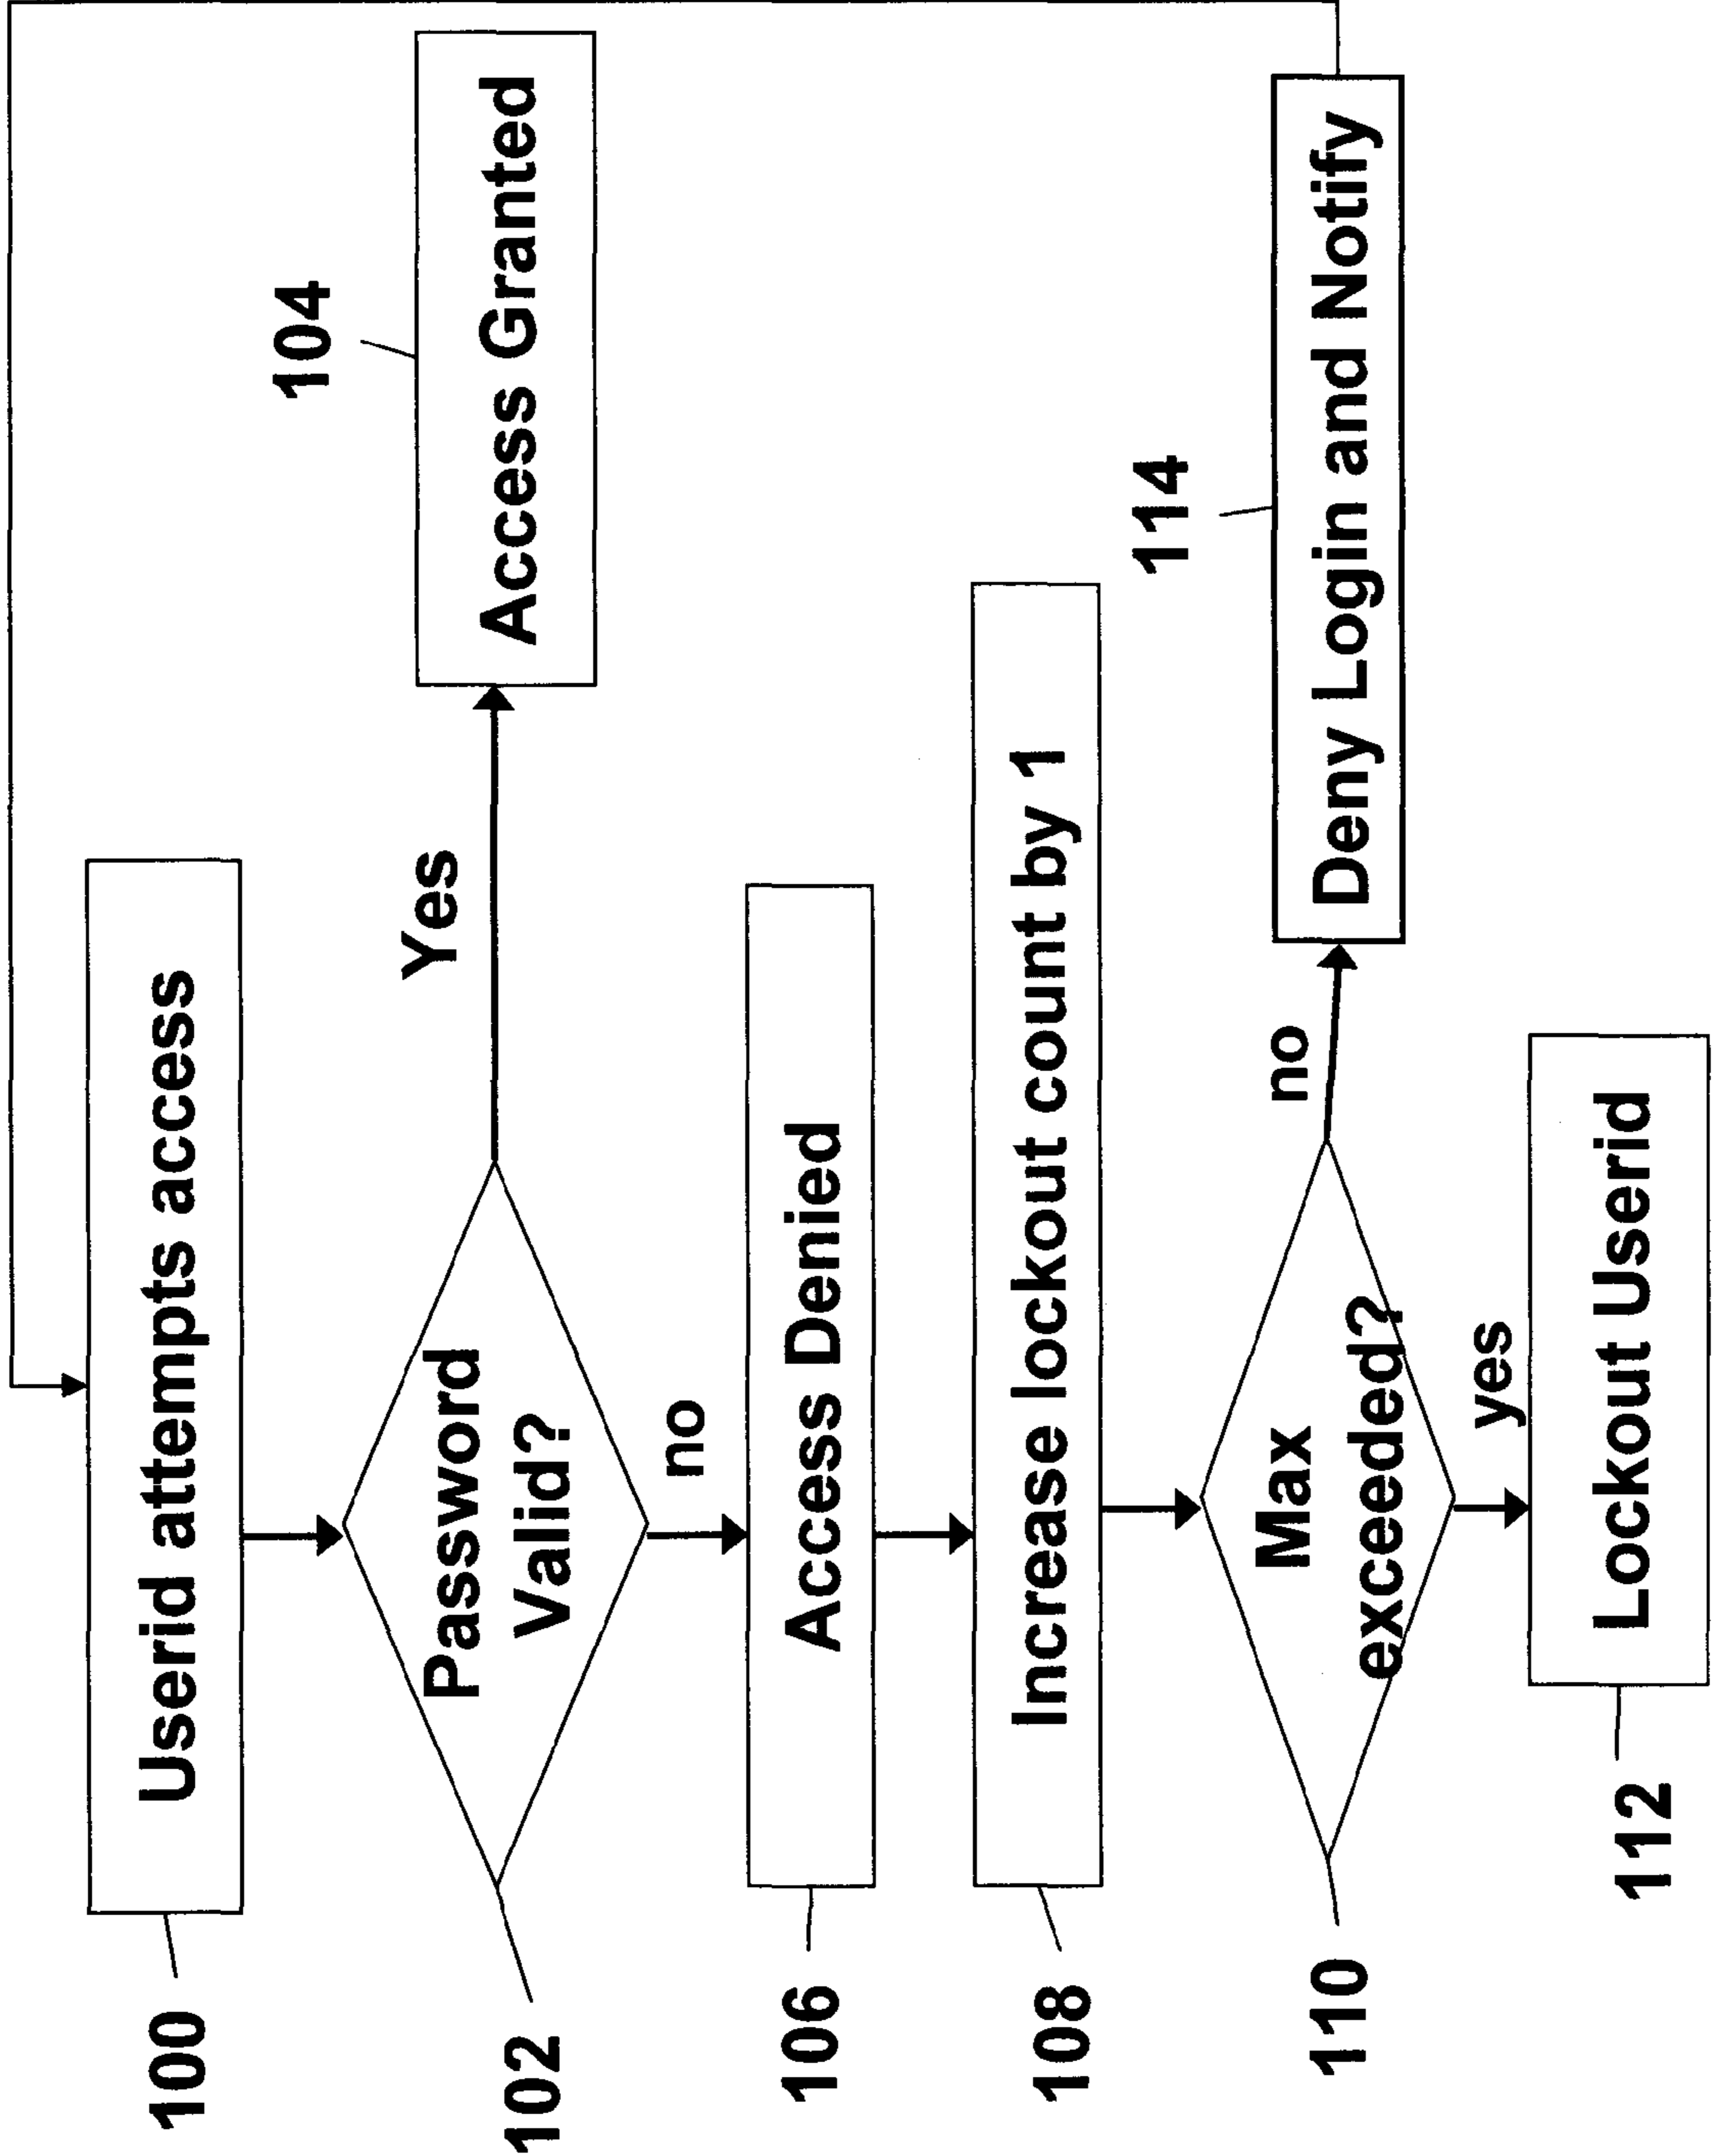 100
Userid attempts access
102
Password
Valid?
Yes
104
Access Granted
no
106
Access Denied
108
Increase lockout count by 1
110
Max
exceeded?
no
114
Deny Login and Notify
yes
112
Lockout Userid